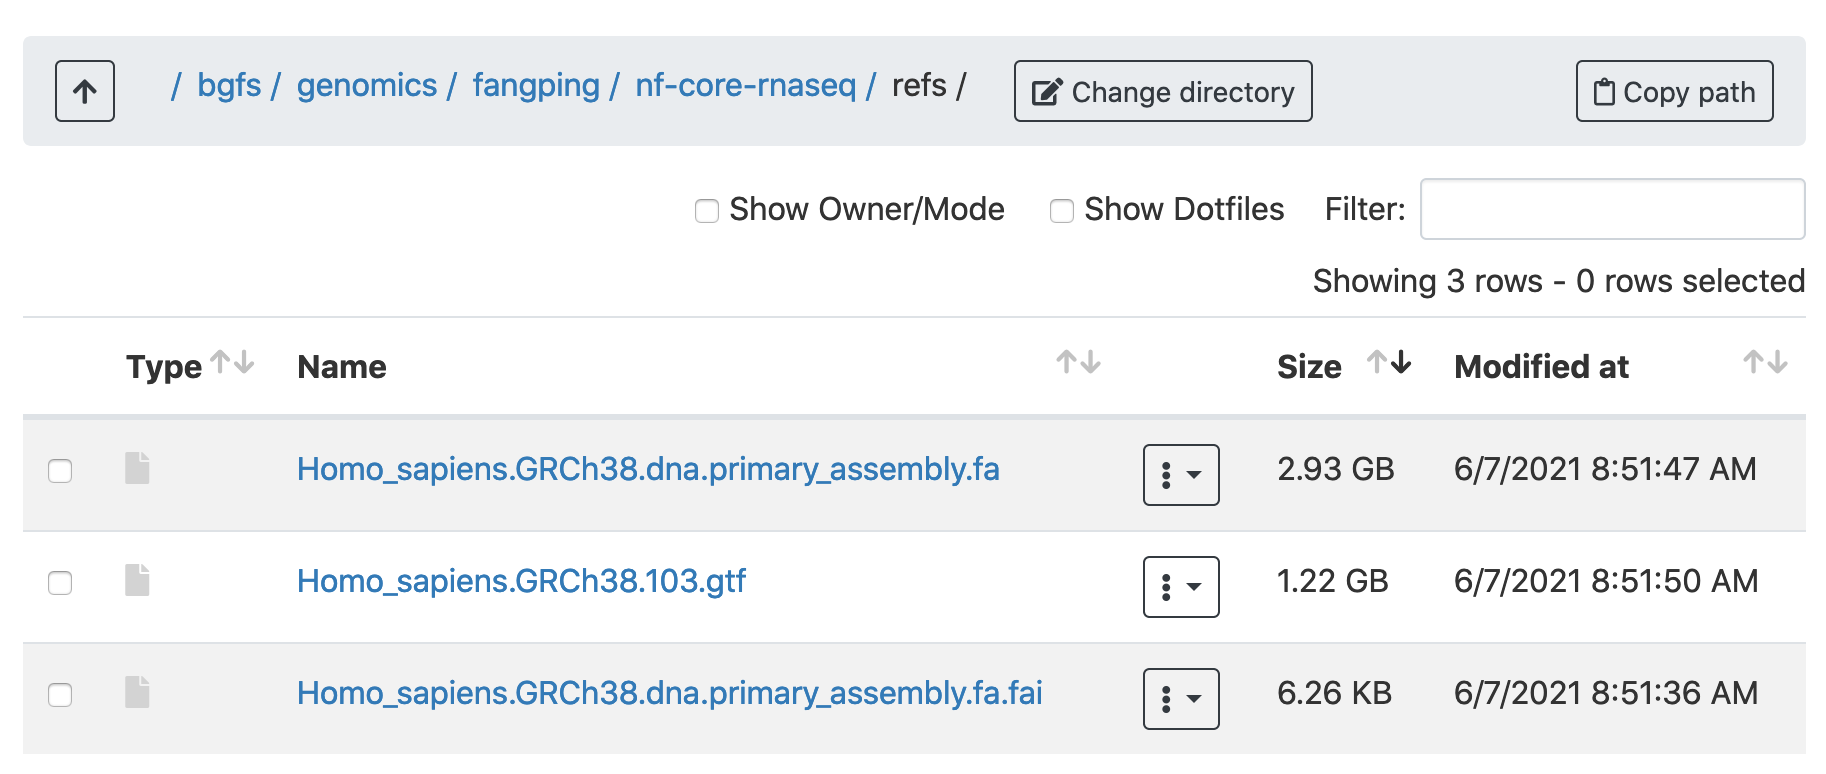 / bgfs / genomics / fangping / nf-core-rnaseq / refs / Change directory Copy path
Show Owner/Mode Show Dotfiles Filter:
Showing 3 rows - 0 rows selected
Type Name Size Modified at
Homo_sapiens.GRCh38.dna.primary_assembly.fa 2.93 GB 6/7/2021 8:51:47 AM
Homo_sapiens.GRCh38.103.gtf 1.22 GB 6/7/2021 8:51:50 AM
Homo_sapiens.GRCh38.dna.primary_assembly.fa.fai 6.26 KB 6/7/2021 8:51:36 AM